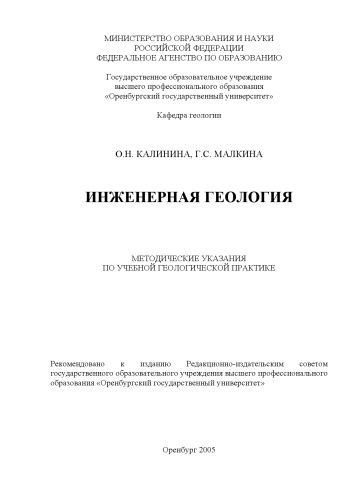 МИНИСТЕРСТВО ОБРАЗОВАНИЯ И НАУКИ
РОССИЙСКОЙ ФЕДЕРАЦИИ
ФЕДЕРАЛЬНОЕ АГЕНСТВО ПО ОБРАЗОВАНИЮ
Государственное образовательное учреждение
высшего профессионального образования
«Оренбургский государственный университет»
Кафедра геологии
О.Н. КАЛИНИНА, Г.С. МАЛКИНА
ИНЖЕНЕРНАЯ ГЕОЛОГИЯ
МЕТОДИЧЕСКИЕ УКАЗАНИЯ
ПО УЧЕБНОЙ ГЕОЛОГИЧЕСКОЙ ПРАКТИКЕ
Рекомендовано к изданию Редакционно-издательским советом
государственного образовательного учреждения высшего профессионального
образования «Оренбургский государственный университет»
Оренбург 2005